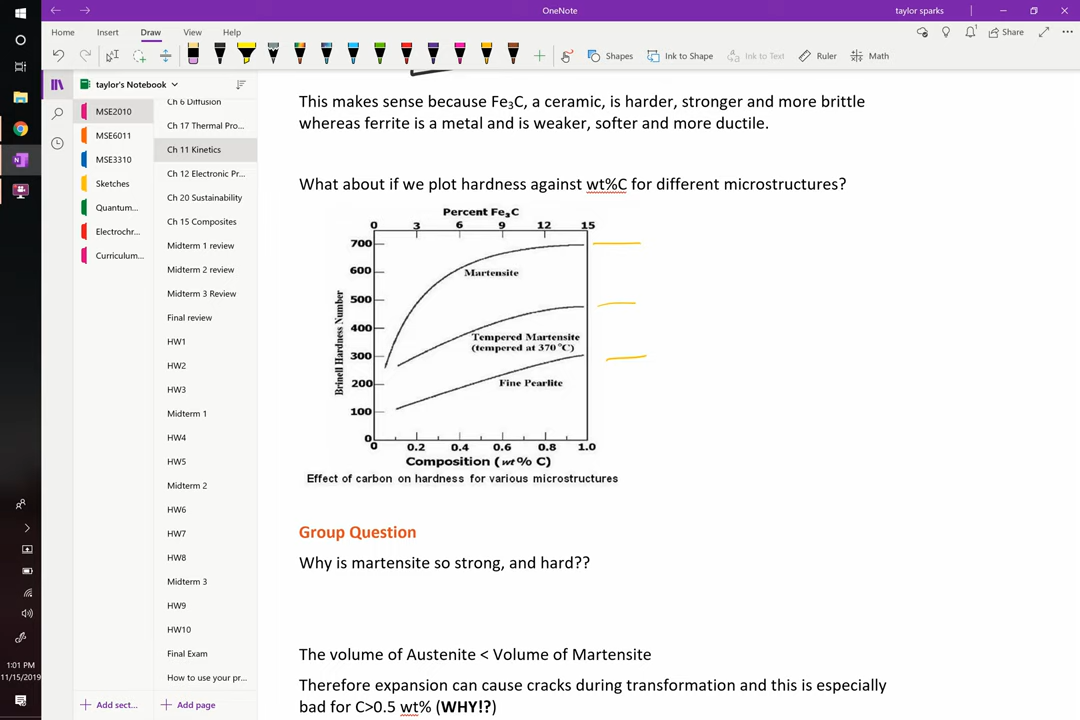 OneNote
taylor sparks
Home
Insert
Draw
View
Help
Share
Shapes
Ink to Shape
Ink to Text
Ruler
Math
taylor's Notebook
MSE2010
MSE6011
MSE3310
Sketches
Quantum...
Electrochr...
Curriculum...
Add sect...
Ch 6 Diffusion
Ch 17 Thermal Pro...
Ch 11 Kinetics
Ch 12 Electronic Pr...
Ch 20 Sustainability
Ch 15 Composites
Midterm 1 review
Midterm 2 review
Midterm 3 Review
Final review
HW1
HW2
HW3
Midterm 1
HW4
HW5
Midterm 2
HW6
HW7
HW8
Midterm 3
HW9
HW10
Final Exam
How to use your pr...
Add page
This makes sense because Fe₃C, a ceramic, is harder, stronger and more brittle
whereas ferrite is a metal and is weaker, softer and more ductile.
What about if we plot hardness against wt%C for different microstructures?
Percent Fe₃C
0 3 6 9 12 15
700
600
500
400
300
200
100
0
Brinell Hardness Number
Martensite
Tempered Martensite
(tempered at 370 °C)
Fine Pearlite
0 0.2 0.4 0.6 0.8 1.0
Composition (wt% C)
Effect of carbon on hardness for various microstructures
Group Question
Why is martensite so strong, and hard??
The volume of Austenite < Volume of Martensite
Therefore expansion can cause cracks during transformation and this is especially
bad for C>0.5 wt% (WHY!?)
1:01 PM
11/15/2019